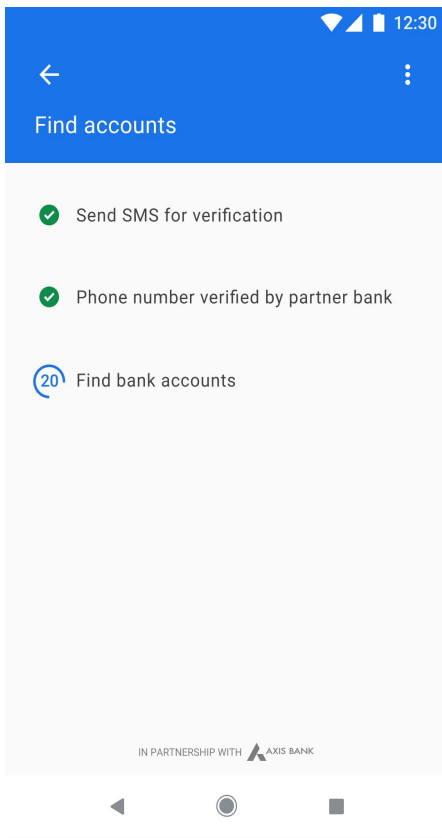 12:30
Find accounts
Send SMS for verification
Phone number verified by partner bank
20 Find bank accounts
IN PARTNERSHIP WITH AXIS BANK